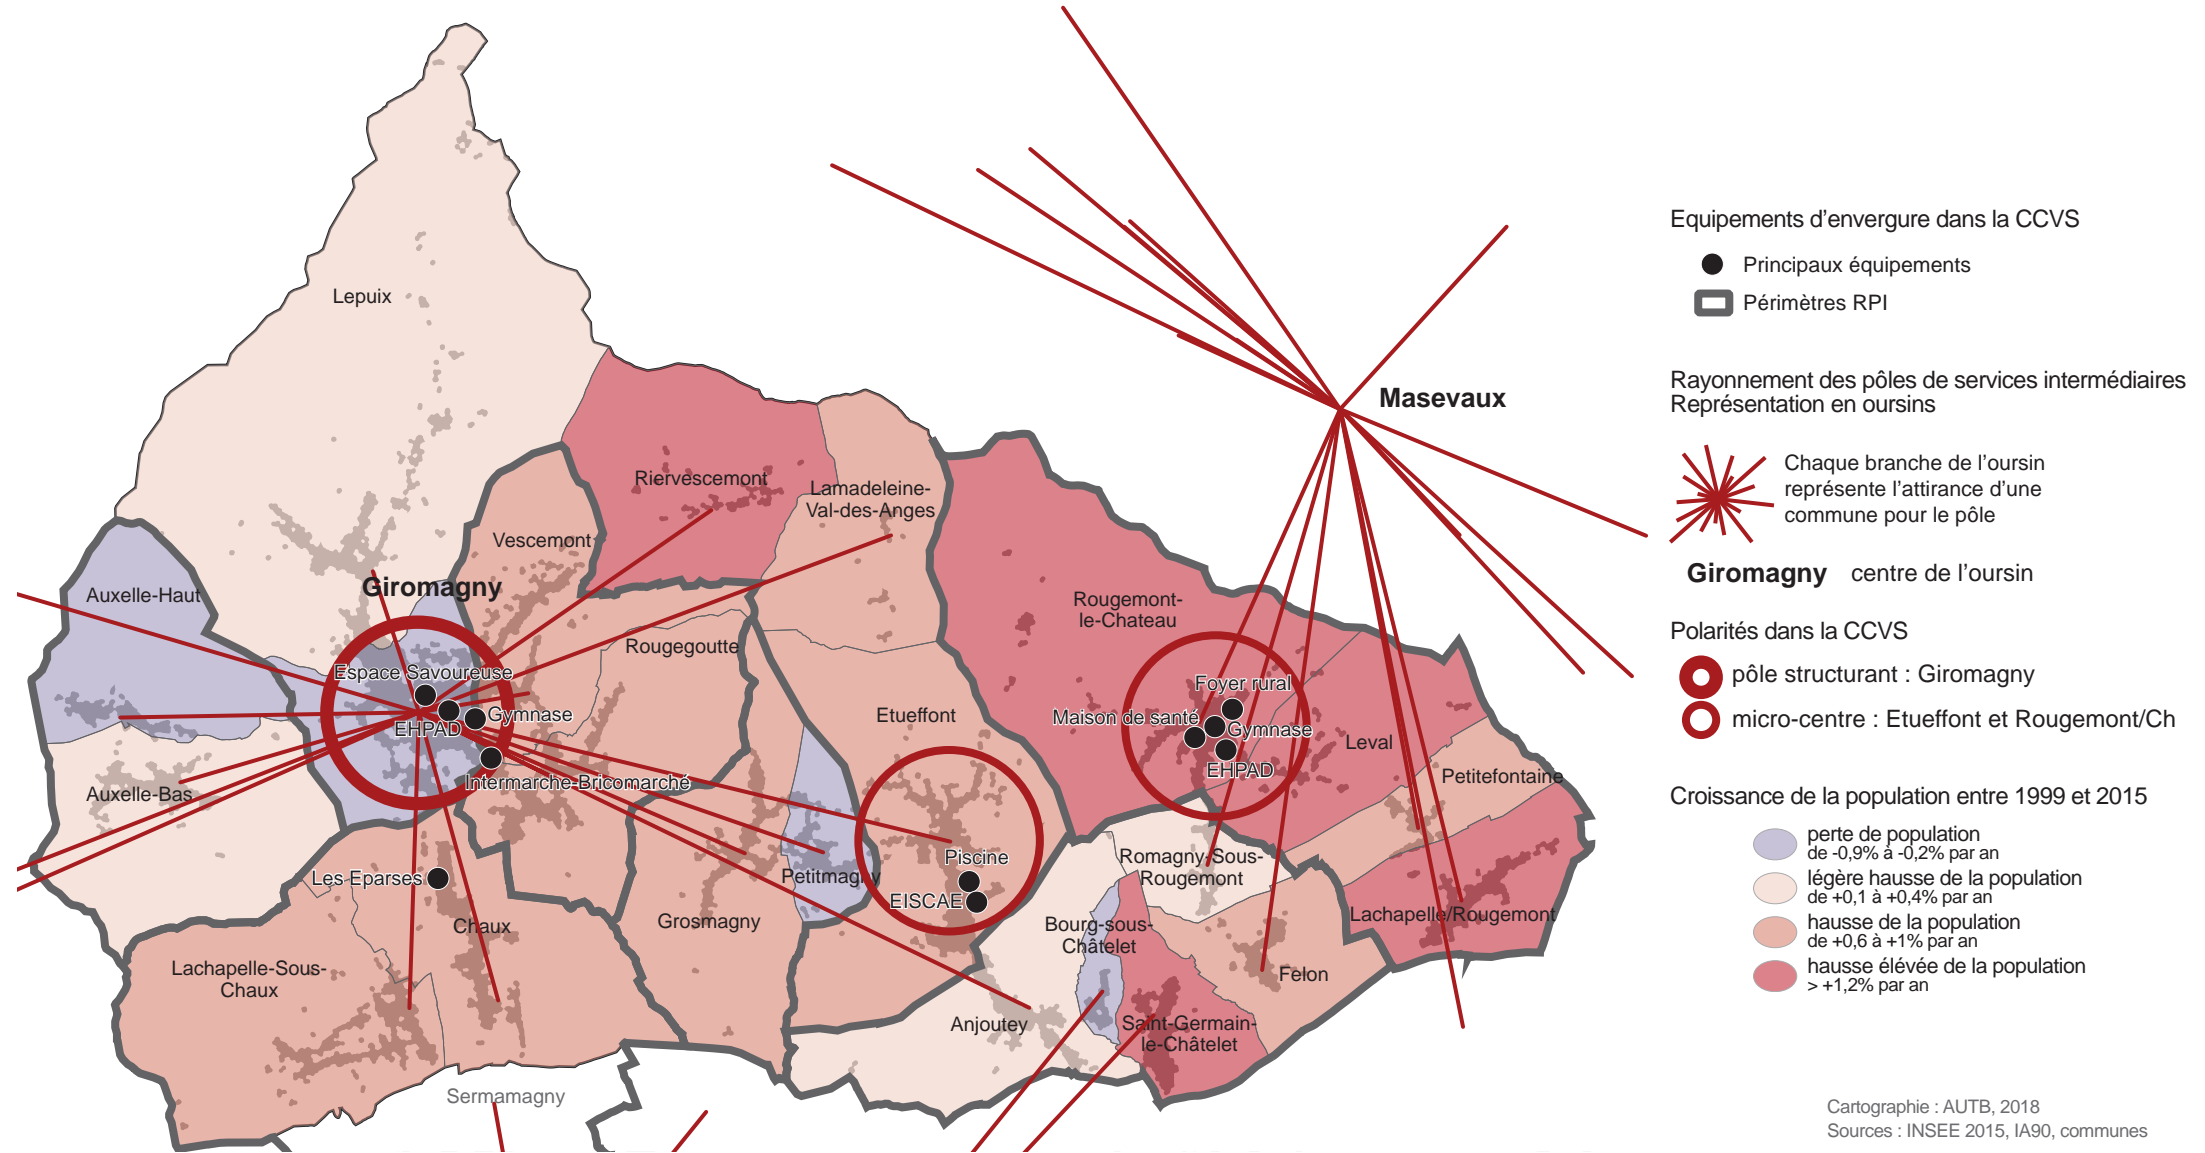 Lepuix
Masevaux
Riervescemont
Lamadeleine-
Val-des-Anges
Vescemont
Giromagny
Auxelle-Haut
Rougemont-
le-Chateau
Rougegoutte
Espace Savoureuse
Foyer rural
Etueffont
Maison de santé
Gymnase
EHPAD
Gymnase
Leval
EHPAD
Intermarche-Bricomarché
Petitefontaine
Auxelle-Bas
Piscine
Romagny-Sous-
Rougemont
Petitmagny
Les Eparses
EISCAE
Lachapelle/Rougemont
Grosmagny
Chaux
Bourg-sous-
Châtelet
Lachapelle-Sous-
Chaux
Felon
Anjoutey
Saint-Germain-
le-Châtelet
Sermamagny
Equipements d'envergure dans la CCVS
Principaux équipements
Périmètres RPI
Rayonnement des pôles de services intermédiaires
Représentation en oursins
Chaque branche de l'oursin
représente l'attirance d'une
commune pour le pôle
Giromagny centre de l'oursin
Polarités dans la CCVS
pôle structurant : Giromagny
micro-centre : Etueffont et Rougemont/Ch
Croissance de la population entre 1999 et 2015
perte de population
de -0,9% à -0,2% par an
légère hausse de la population
de +0,1 à +0,4% par an
hausse de la population
de +0,6 à +1% par an
hausse élévée de la population
> +1,2% par an
Cartographie : AUTB, 2018
Sources : INSEE 2015, IA90, communes